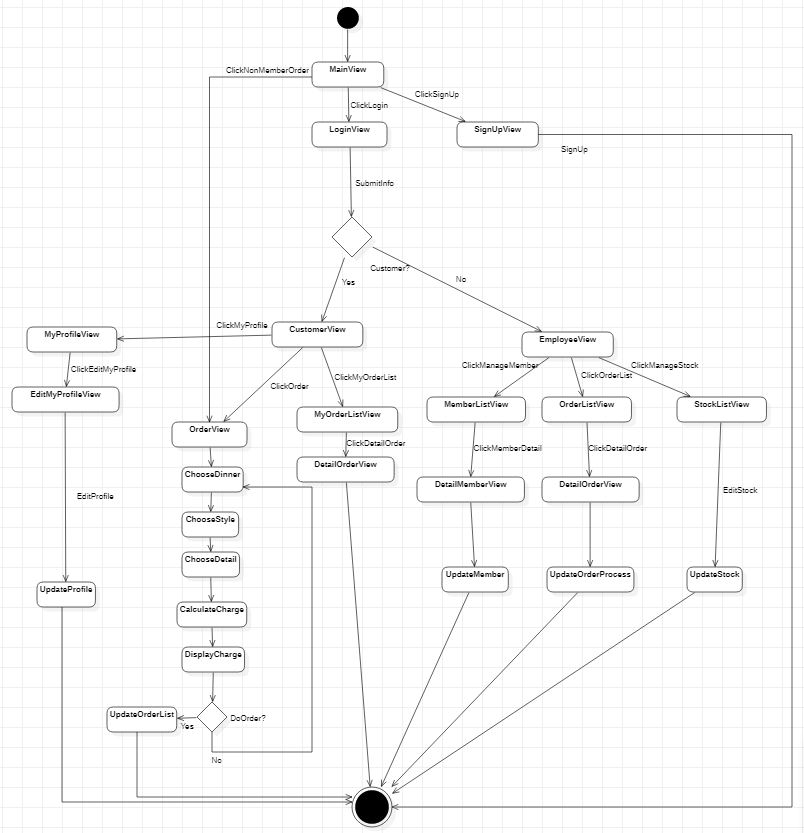 ClickNonMemberOrder
MainView
ClickSignUp
ClickLogin
LoginView
SignUpView
SignUp
SubmitInfo
Customer?
Yes
No
ClickMyProfile
CustomerView
EmployeeView
MyProfileView
ClickEditMyProfile
ClickMyOrderList
ClickManageMember
ClickOrderList
ClickManageStock
ClickOrder
EditMyProfileView
MyOrderListView
MemberListView
OrderListView
StockListView
OrderView
ClickDetailOrder
ClickMemberDetail
ClickDetailOrder
DetailOrderView
ChooseDinner
DetailMemberView
DetailOrderView
EditStock
EditProfile
ChooseStyle
ChooseDetail
UpdateMember
UpdateOrderProcess
UpdateStock
UpdateProfile
CalculateCharge
DisplayCharge
UpdateOrderList
DoOrder?
Yes
No